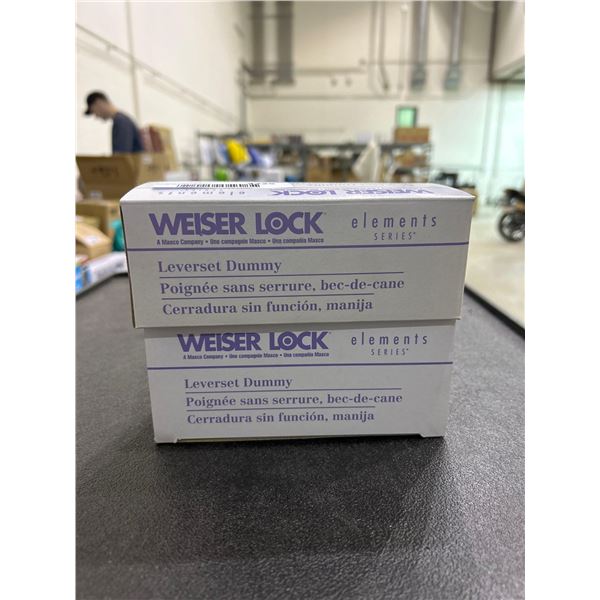 WEISER LOCK
elements
SERIES
A Masco Company • Une compagnie Masco • Una compañía Masco
Leverset Dummy
Poignée sans serrure, bec-de-cane
Cerradura sin función, manija
WEISER LOCK
elements
SERIES
A Masco Company • Une compagnie Masco • Una compañía Masco
Leverset Dummy
Poignée sans serrure, bec-de-cane
Cerradura sin función, manija